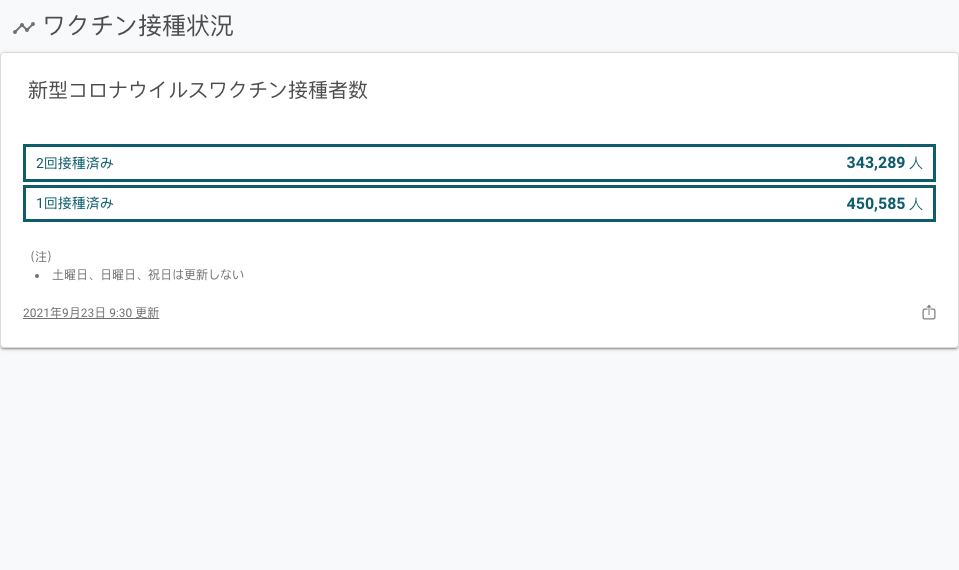 ワクチン接種状況
新型コロナウイルスワクチン接種者数
2回接種済み 343,289 人
1回接種済み 450,585 人
（注）
• 土曜日、日曜日、祝日は更新しない
2021年9月23日 9:30 更新